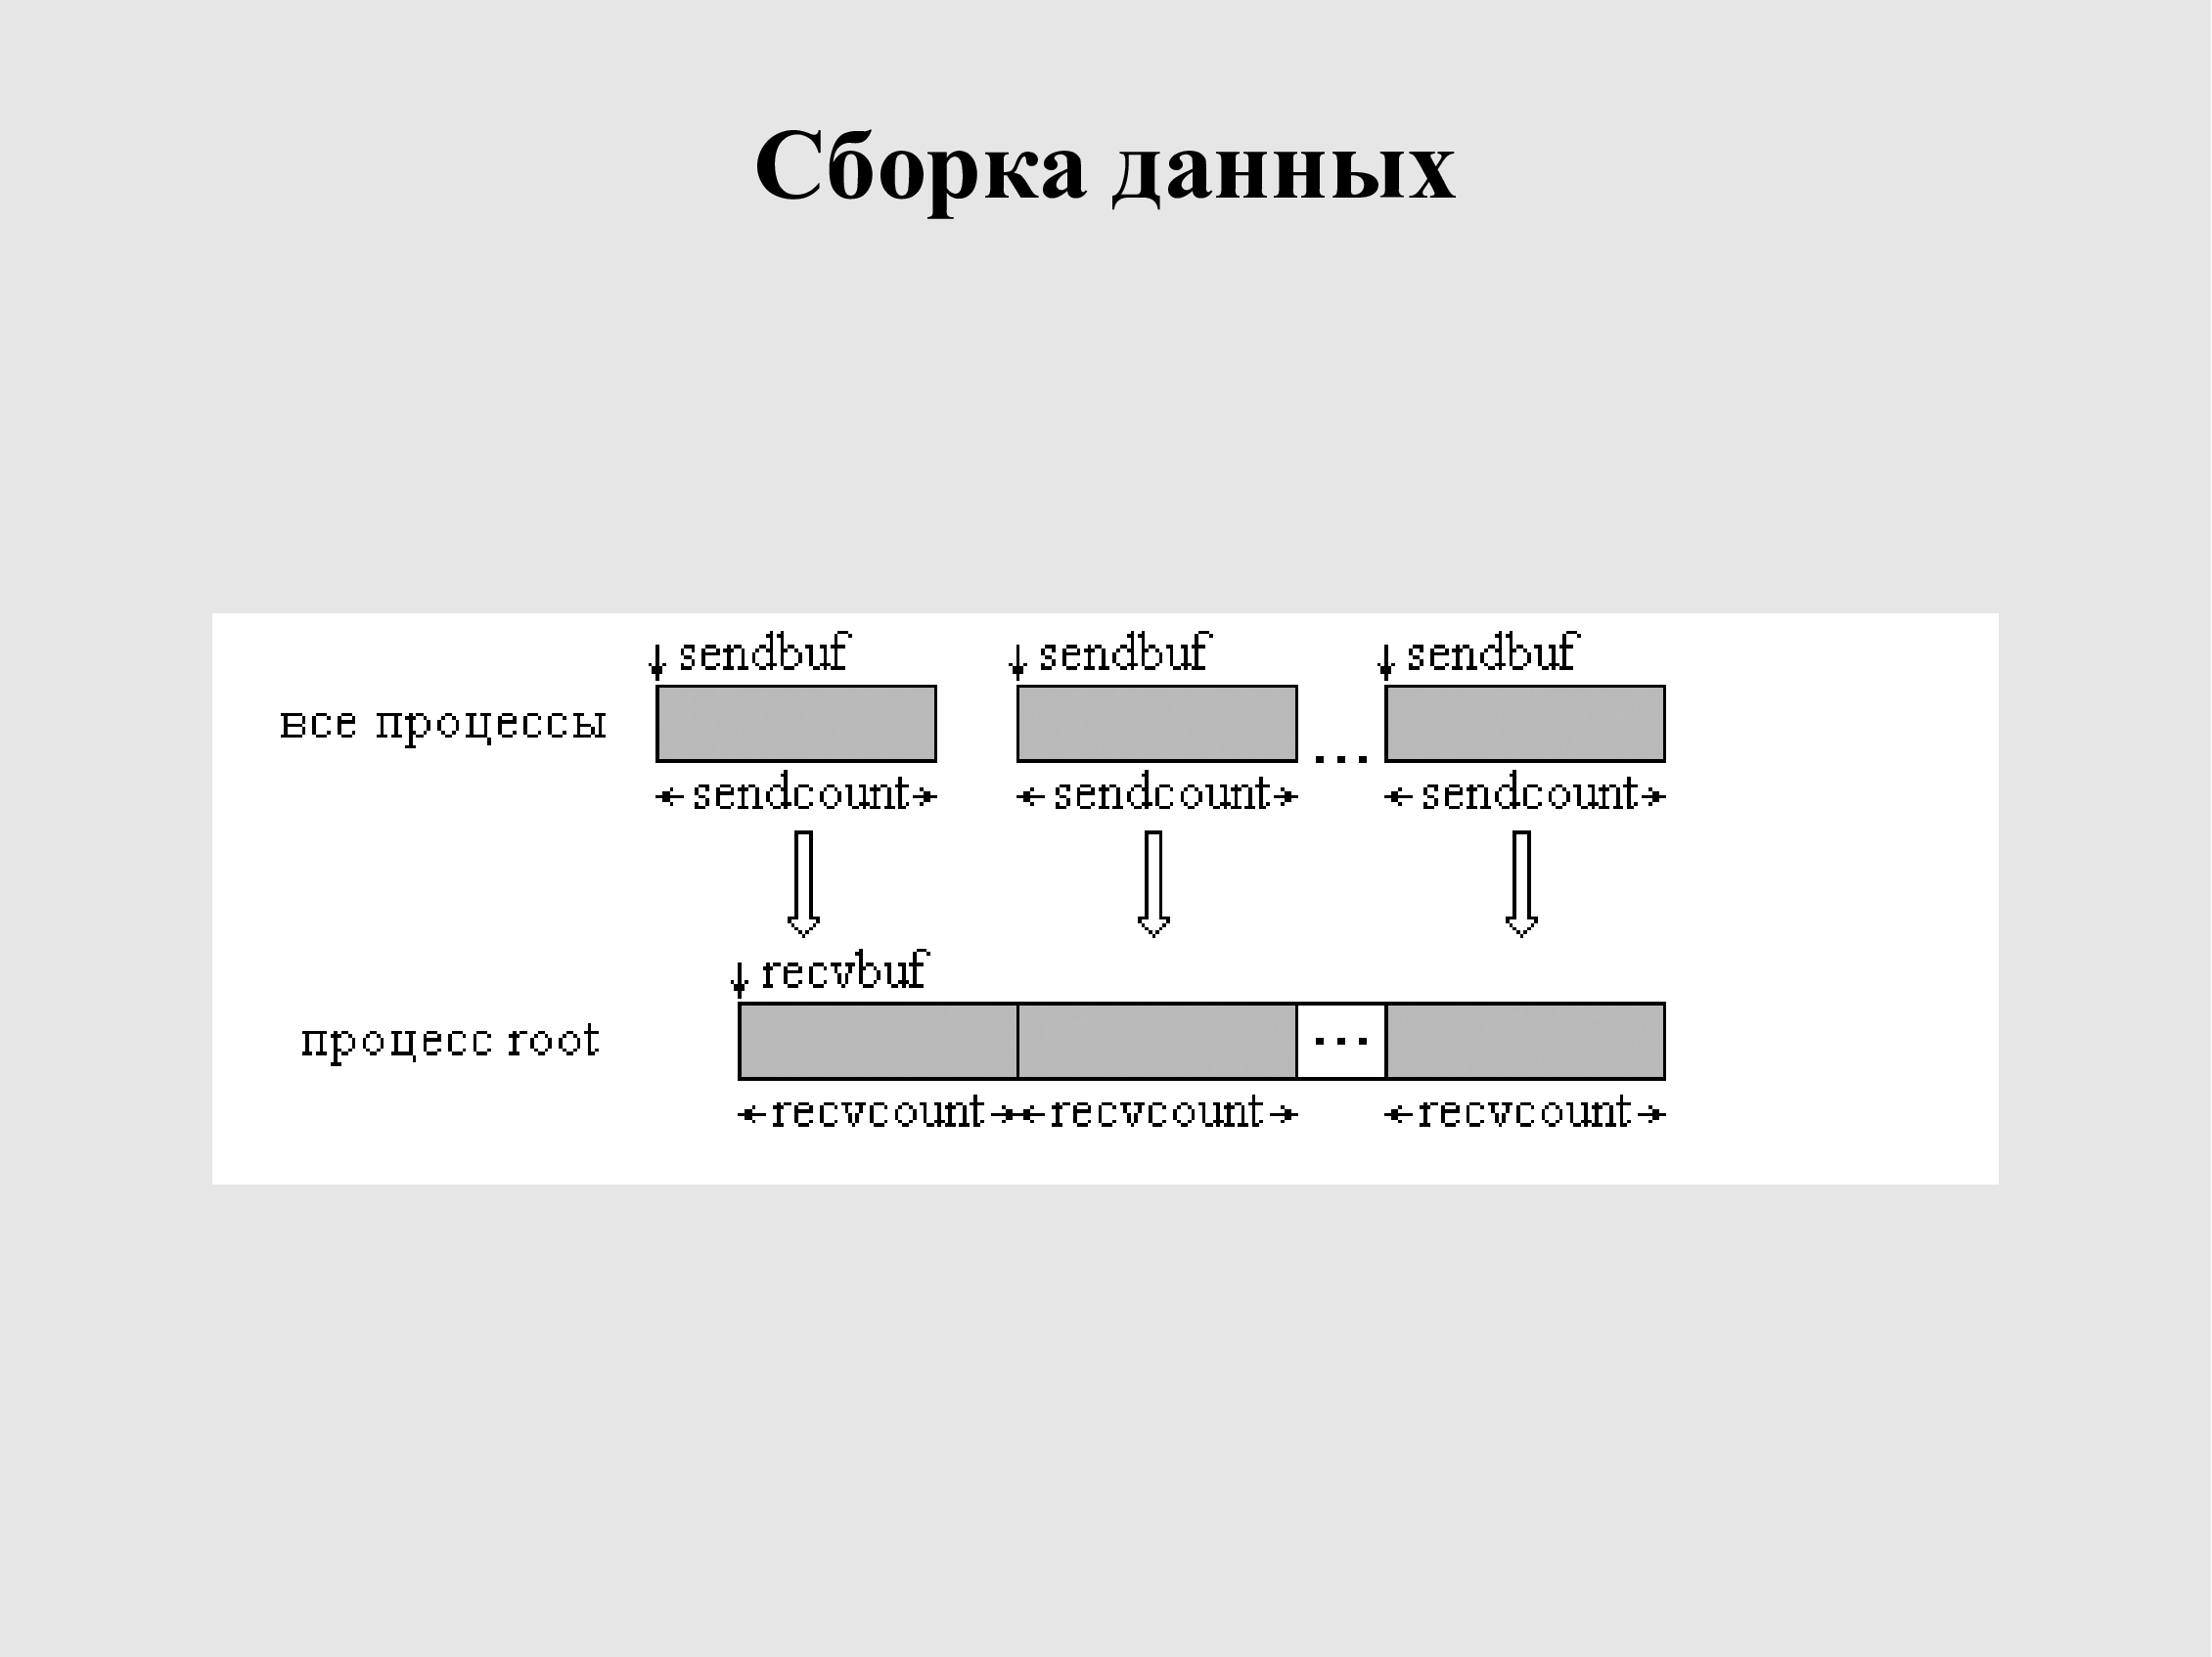 Сборка данных
sendbuf sendbuf sendbuf
все процессы
...
sendcount sendcount sendcount
recvbuf
процесс root
...
recvcount recvcount recvcount